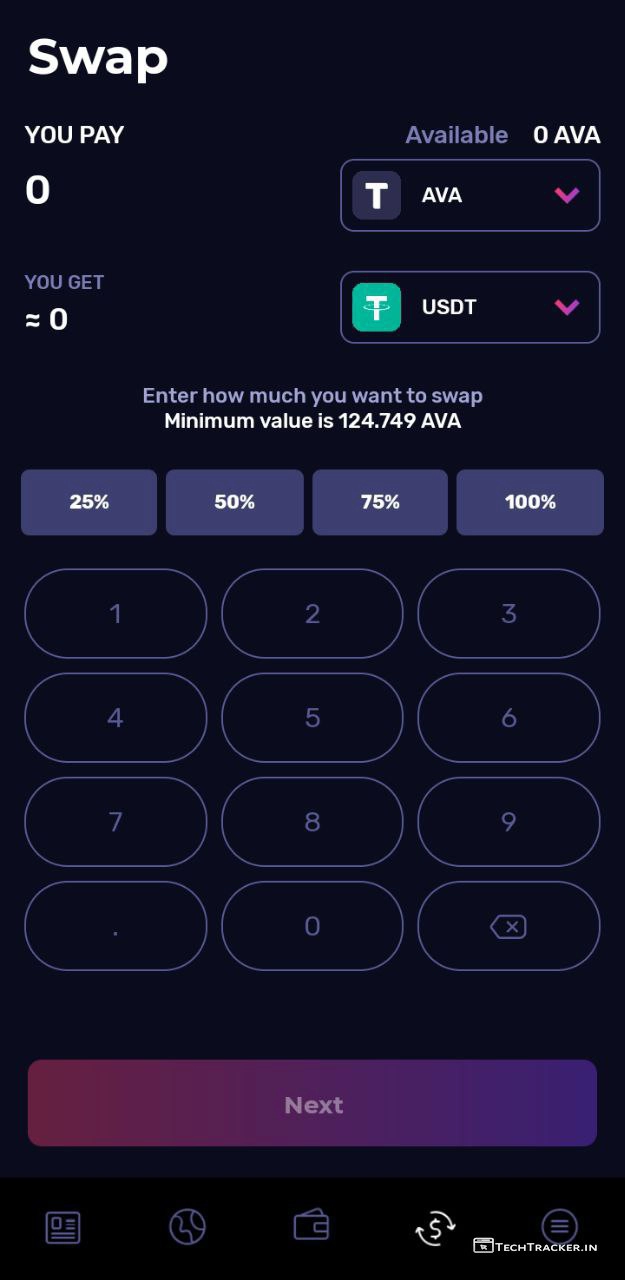 Swap
YOU PAY
Available 0 AVA
0
T AVA
YOU GET
≈ 0
USDT
Enter how much you want to swap
Minimum value is 124.749 AVA
25% 50% 75% 100%
1 2 3
4 5 6
7 8 9
. 0
Next
TECHTRACKER.IN